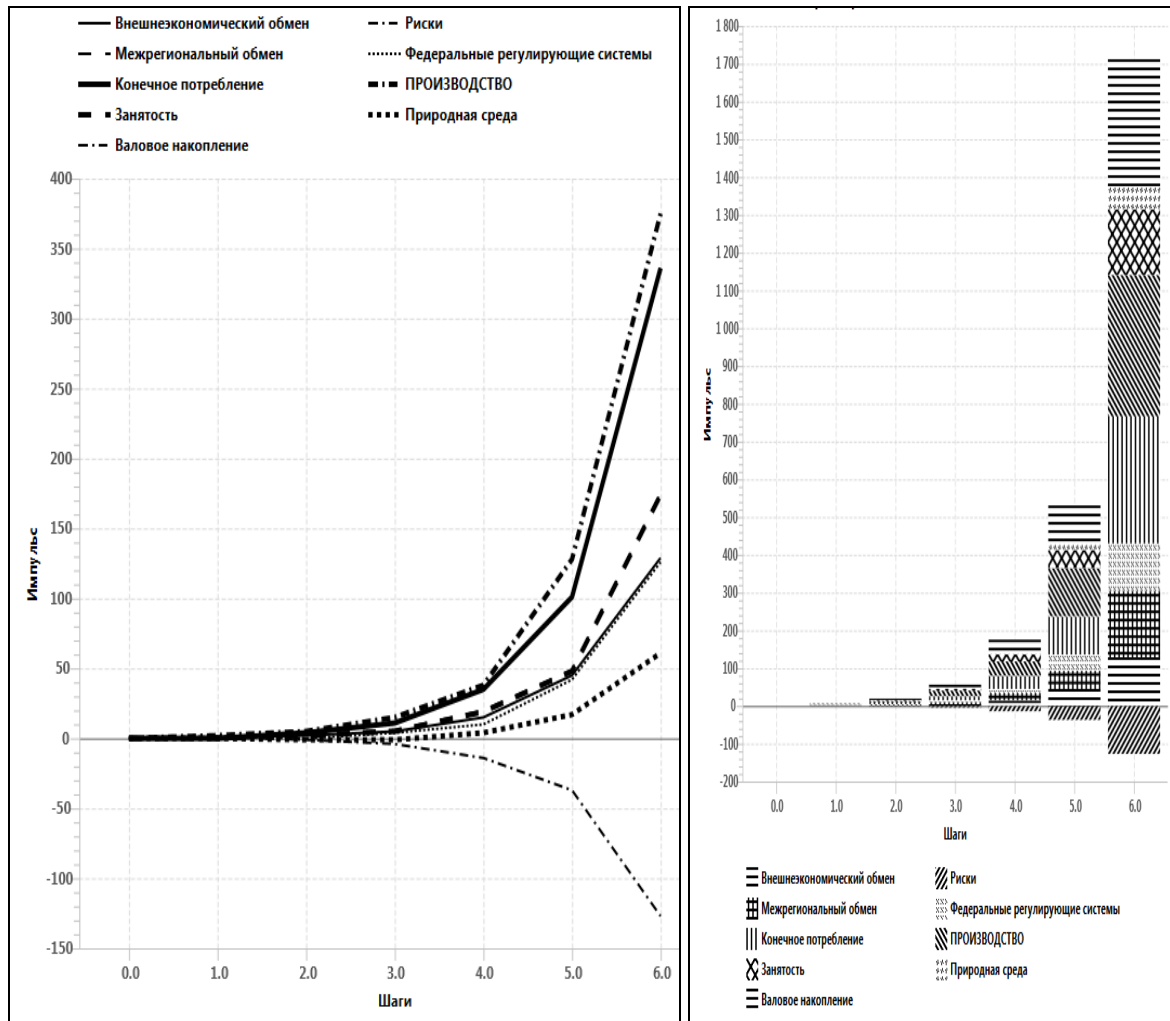 Внешнеэкономический обмен
Межрегиональный обмен
Конечное потребление
Занятость
Валовое накопление
Риски
Федеральные регулирующие системы
ПРОИЗВОДСТВО
Природная среда
400
350
300
250
200
150
100
50
0
-50
-100
-150
Импульс
0.0 1.0 2.0 3.0 4.0 5.0 6.0
Шаги
1 700
1 600
1 500
1 400
1 300
1 200
1 100
1 000
900
800
700
600
500
400
300
200
100
0
-100
-200
Импульс
0.0 1.0 2.0 3.0 4.0 5.0 6.0
Шаги
Внешнеэкономический обмен
Межрегиональный обмен
Конечное потребление
Занятость
Валовое накопление
Риски
Федеральные регулирующие системы
ПРОИЗВОДСТВО
Природная среда